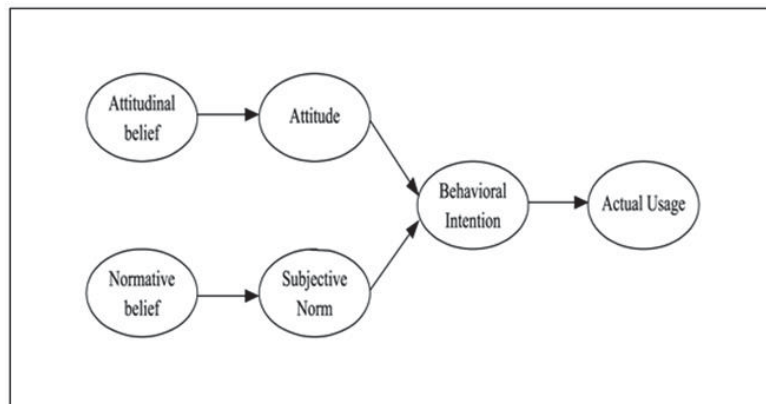 Attitudinal
belief
Attitude
Behavioral
Intention
Actual Usage
Normative
belief
Subjective
Norm